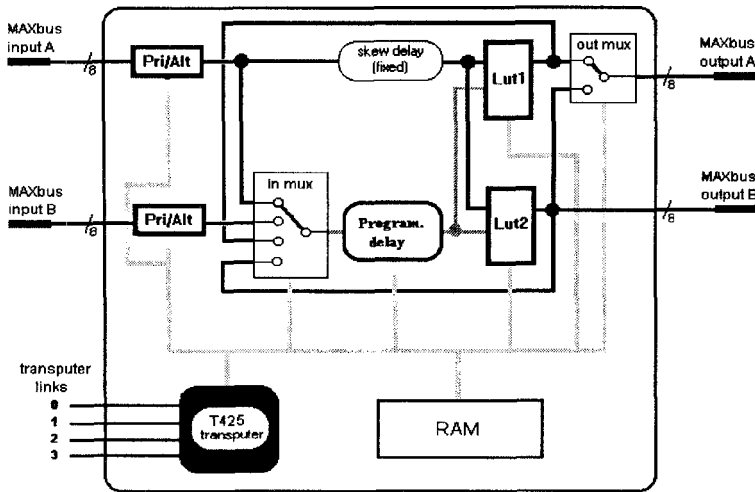 MAXbus
input A
8
Pri/Alt
skew delay
(fixed)
Lut1
out mux
MAXbus
output A
8
MAXbus
input B
8
Pri/Alt
in mux
Program.
delay
Lut2
MAXbus
output B
8
transputer
links
0
1
2
3
T425
transputer
RAM